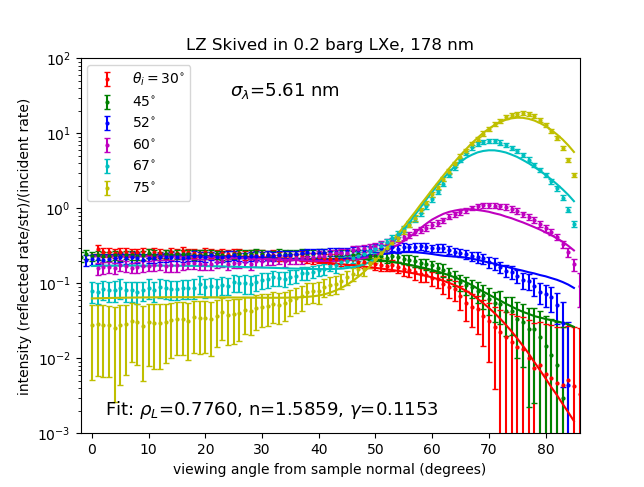 LZ Skived in 0.2 barg LXe, 178 nm
intensity (reflected rate/str)/(incident rate)
10²
10¹
10⁰
10⁻¹
10⁻²
10⁻³
θᵢ = 30°
45°
52°
60°
67°
75°
σ_λ=5.61 nm
Fit: ρ_L=0.7760, n=1.5859, γ=0.1153
0 10 20 30 40 50 60 70 80
viewing angle from sample normal (degrees)